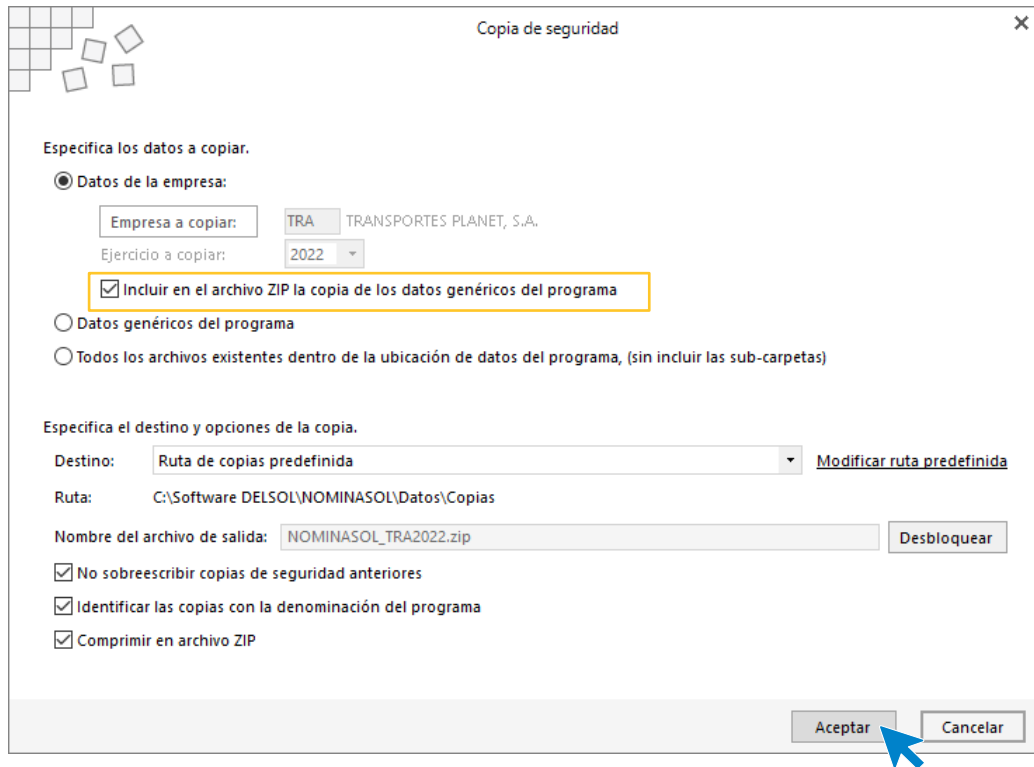 Copia de seguridad
Especifica los datos a copiar.
Datos de la empresa:
Empresa a copiar: TRA TRANSPORTES PLANET, S.A.
Ejercicio a copiar: 2022
Incluir en el archivo ZIP la copia de los datos genéricos del programa
Datos genéricos del programa
Todos los archivos existentes dentro de la ubicación de datos del programa, (sin incluir las sub-carpetas)
Especifica el destino y opciones de la copia.
Destino: Ruta de copias predefinida Modificar ruta predefinida
Ruta: C:\Software DELSOL\NOMINASOL\Datos\Copias
Nombre del archivo de salida: NOMINASOL_TRA2022.zip Desbloquear
No sobreescribir copias de seguridad anteriores
Identificar las copias con la denominación del programa
Comprimir en archivo ZIP
Aceptar Cancelar